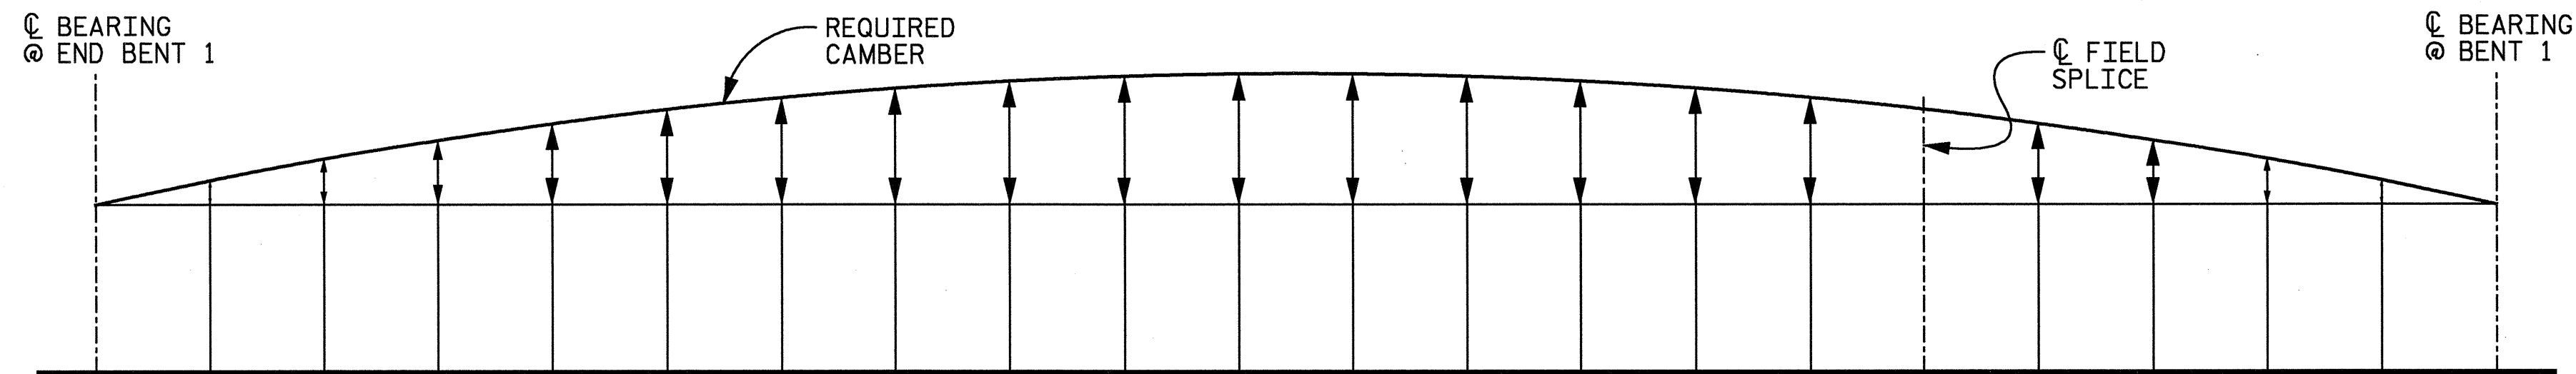 ℄ BEARING
@ END BENT 1
REQUIRED
CAMBER
℄ FIELD
SPLICE
℄ BEARING
@ BENT 1